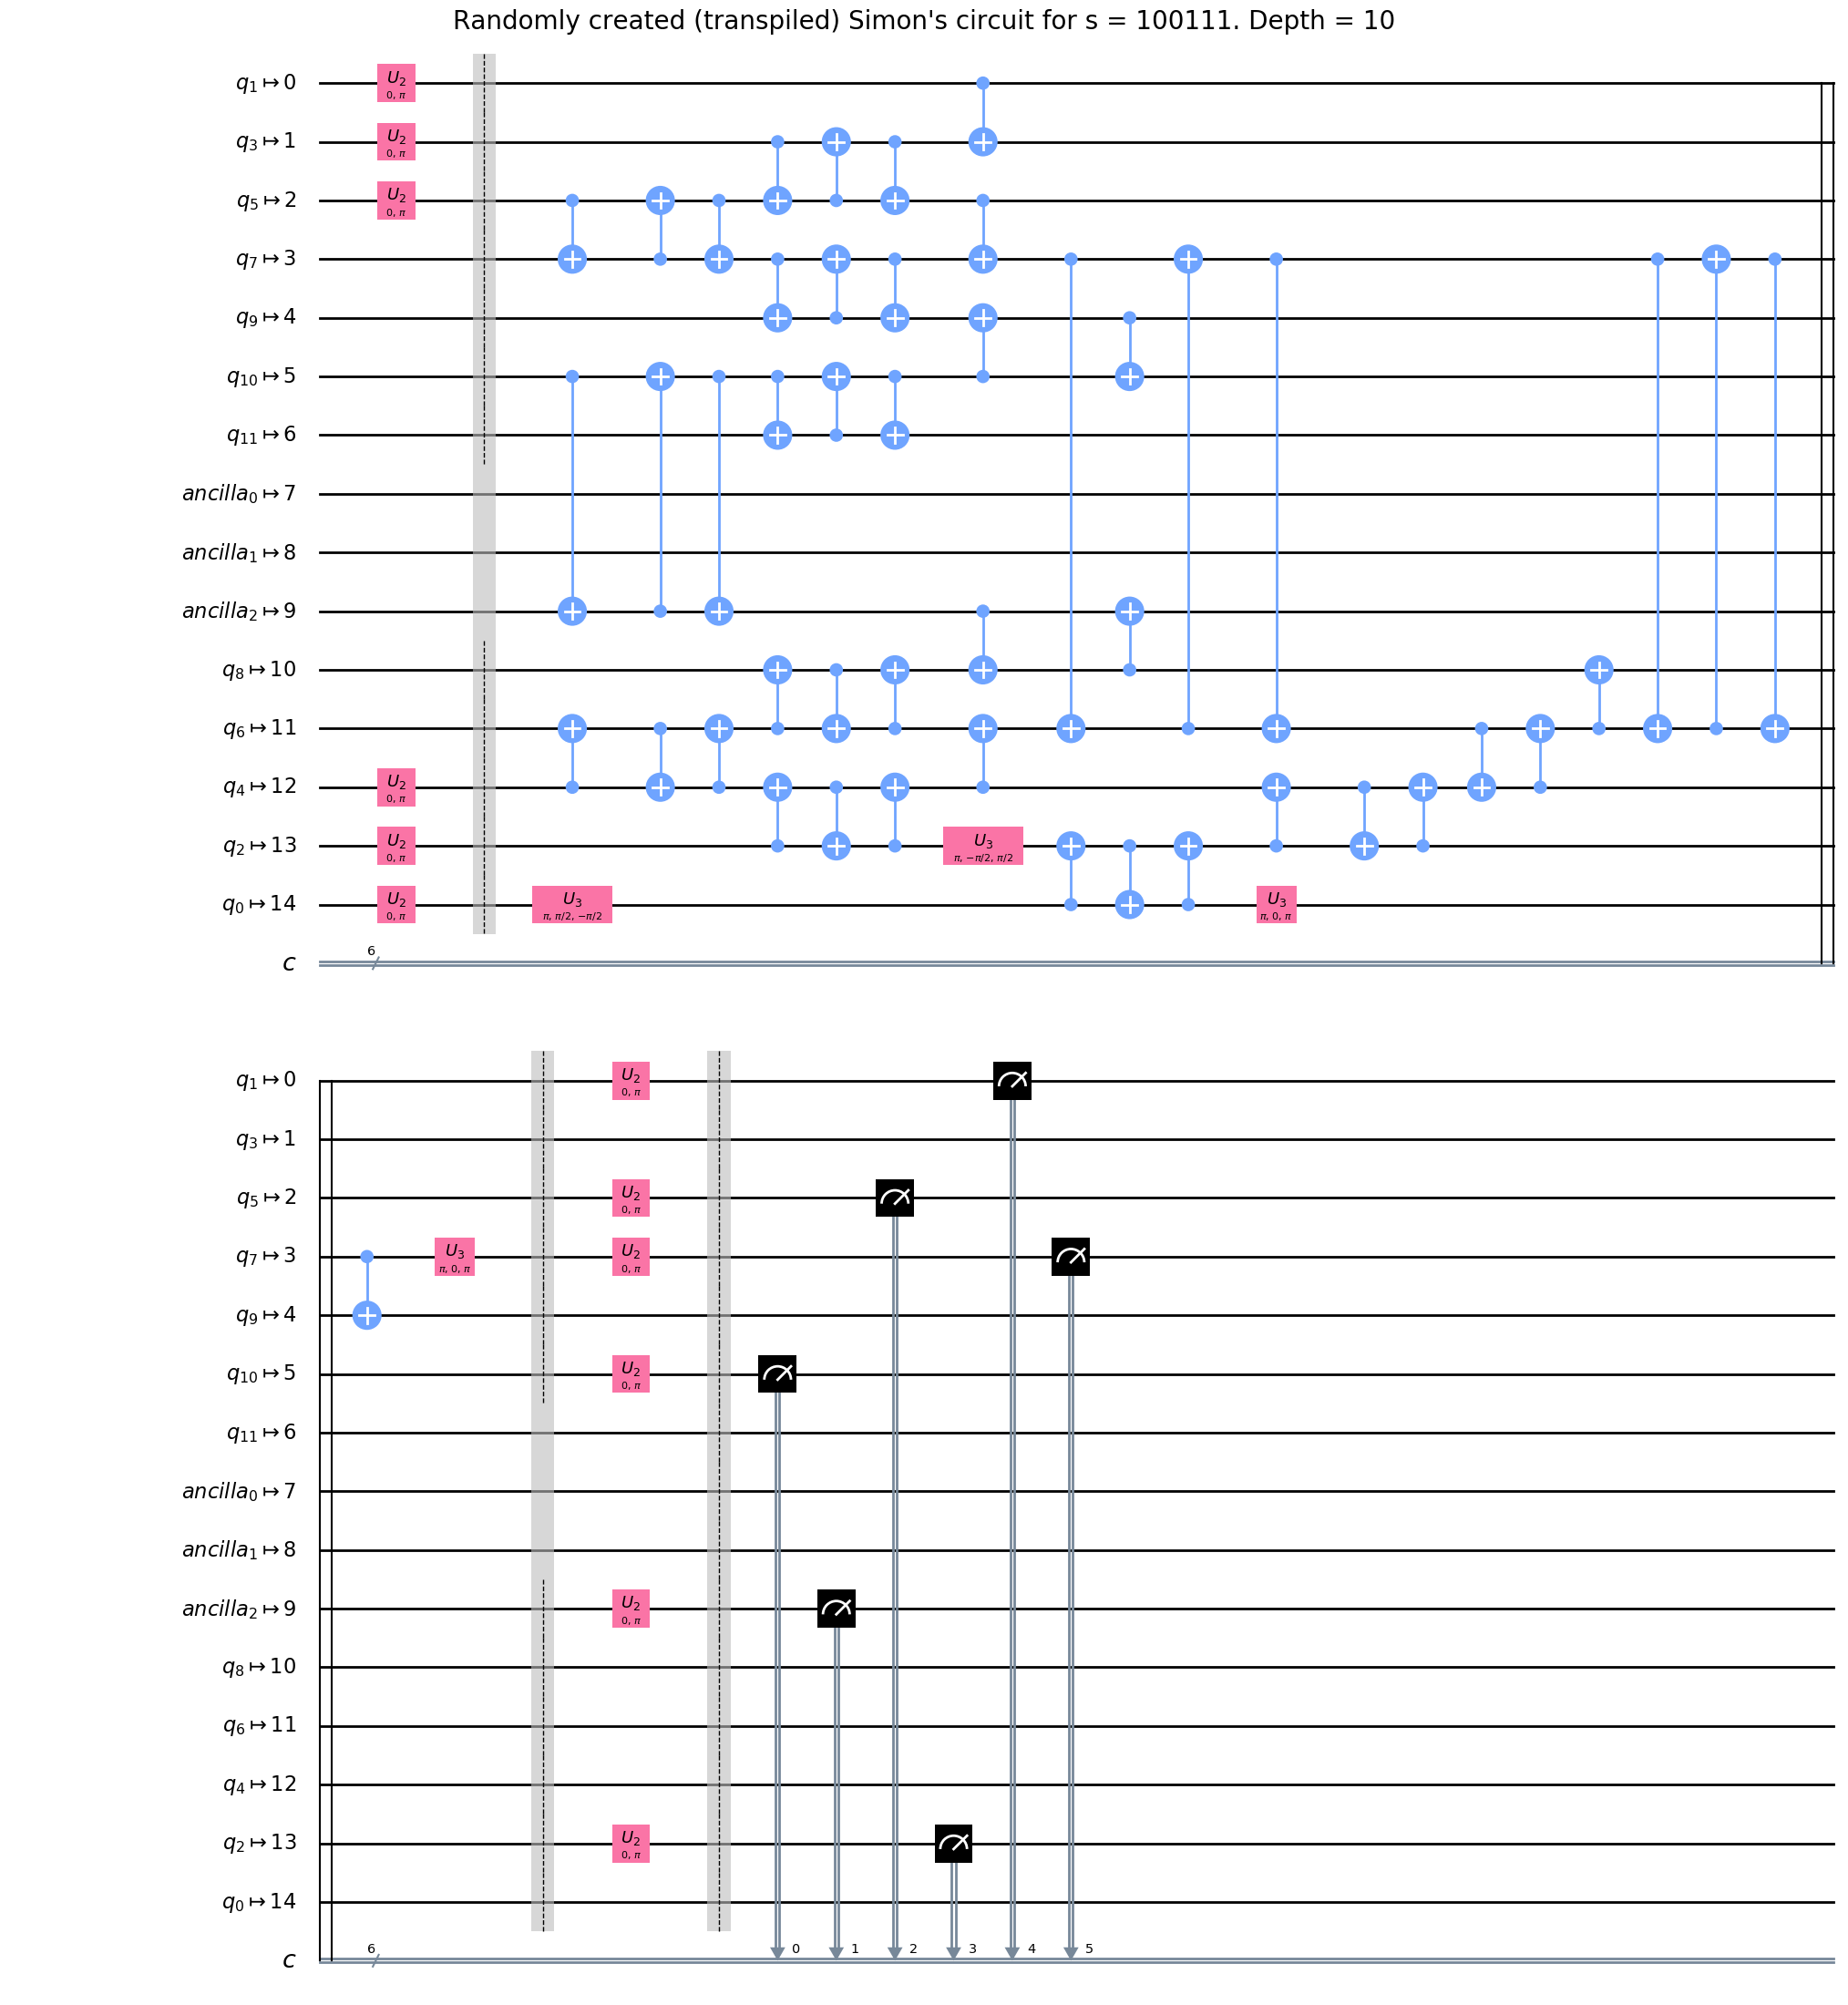 Randomly created (transpiled) Simon's circuit for s = 100111. Depth = 10
q₁ ↦ 0
U₂
0, π
q₃ ↦ 1
U₂
0, π
q₅ ↦ 2
U₂
0, π
q₇ ↦ 3
q₉ ↦ 4
q₁₀ ↦ 5
q₁₁ ↦ 6
ancilla₀ ↦ 7
ancilla₁ ↦ 8
ancilla₂ ↦ 9
q₈ ↦ 10
q₆ ↦ 11
q₄ ↦ 12
U₂
0, π
q₂ ↦ 13
U₂
0, π
U₃
π, −π/2, π/2
q₀ ↦ 14
U₂
0, π
U₃
π, π/2, −π/2
U₃
π, 0, π
6
c
q₁ ↦ 0
U₂
0, π
q₃ ↦ 1
q₅ ↦ 2
U₂
0, π
q₇ ↦ 3
U₃
π, 0, π
U₂
0, π
q₉ ↦ 4
q₁₀ ↦ 5
U₂
0, π
q₁₁ ↦ 6
ancilla₀ ↦ 7
ancilla₁ ↦ 8
ancilla₂ ↦ 9
U₂
0, π
q₈ ↦ 10
q₆ ↦ 11
q₄ ↦ 12
q₂ ↦ 13
U₂
0, π
q₀ ↦ 14
6 0 1 2 3 4 5
c